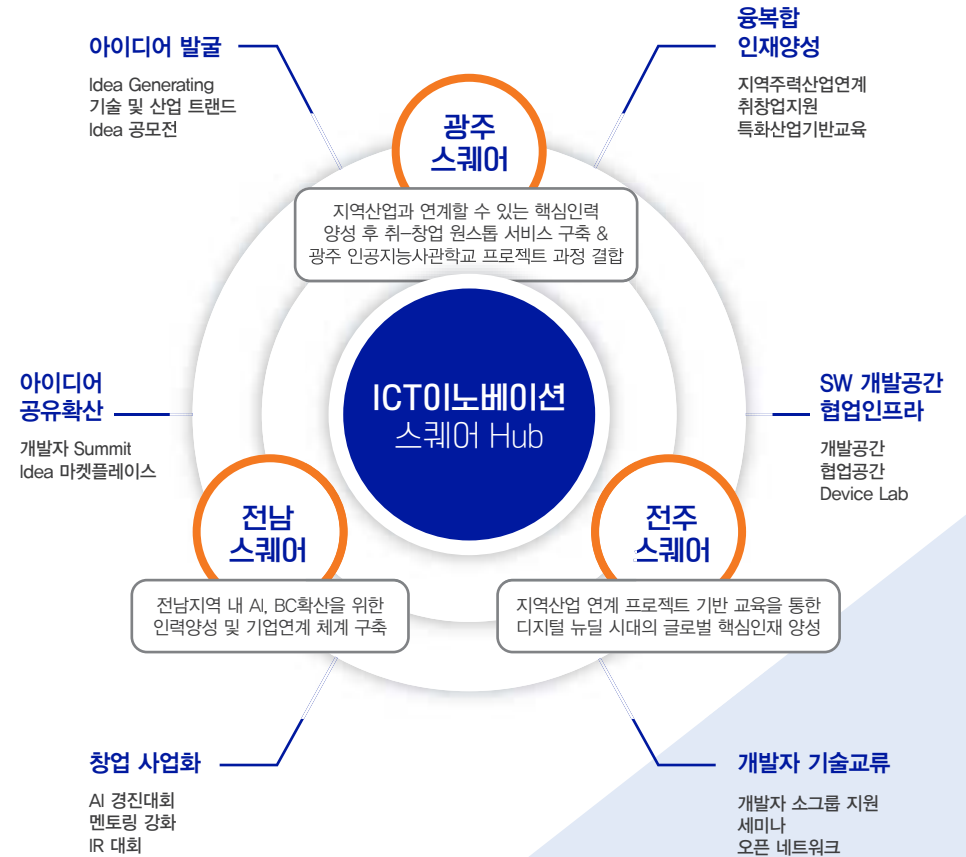 아이디어 발굴
Idea Generating
기술 및 산업 트랜드
Idea 공모전
융복합
인재양성
지역주력산업연계
취창업지원
특화산업기반교육
광주
스퀘어
지역산업과 연계할 수 있는 핵심인력
양성 후 취-창업 원스톱 서비스 구축 &
광주 인공지능사관학교 프로젝트 과정 결합
ICT이노베이션
스퀘어 Hub
아이디어
공유확산
개발자 Summit
Idea 마켓플레이스
SW 개발공간
협업인프라
개발공간
협업공간
Device Lab
전남
스퀘어
전남지역 내 AI, BC확산을 위한
인력양성 및 기업연계 체계 구축
전주
스퀘어
지역산업 연계 프로젝트 기반 교육을 통한
디지털 뉴딜 시대의 글로벌 핵심인재 양성
창업 사업화
AI 경진대회
멘토링 강화
IR 대회
개발자 기술교류
개발자 소그룹 지원
세미나
오픈 네트워크